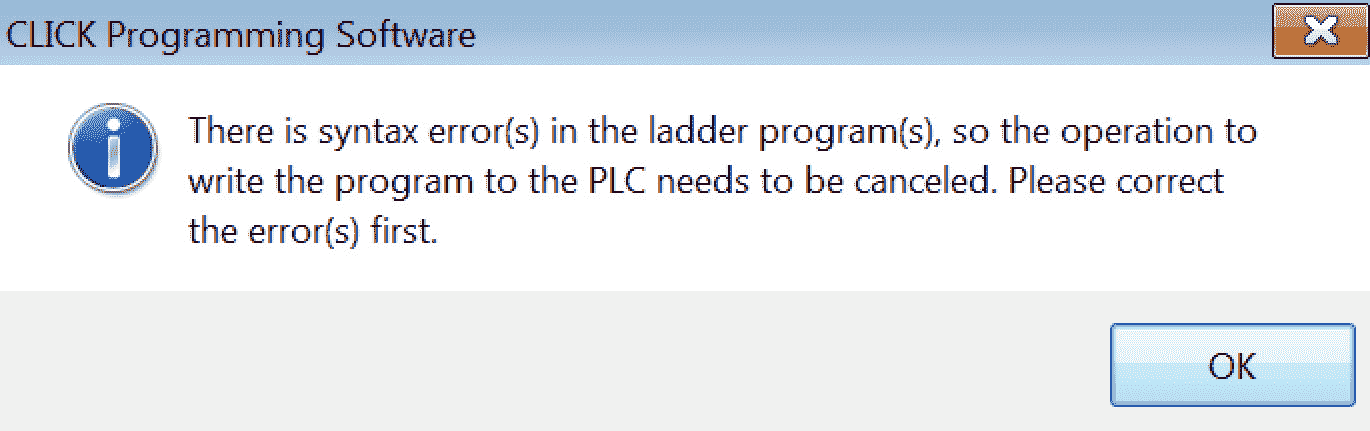 CLICK Programming Software
There is syntax error(s) in the ladder program(s), so the operation to
write the program to the PLC needs to be canceled. Please correct
the error(s) first.
OK